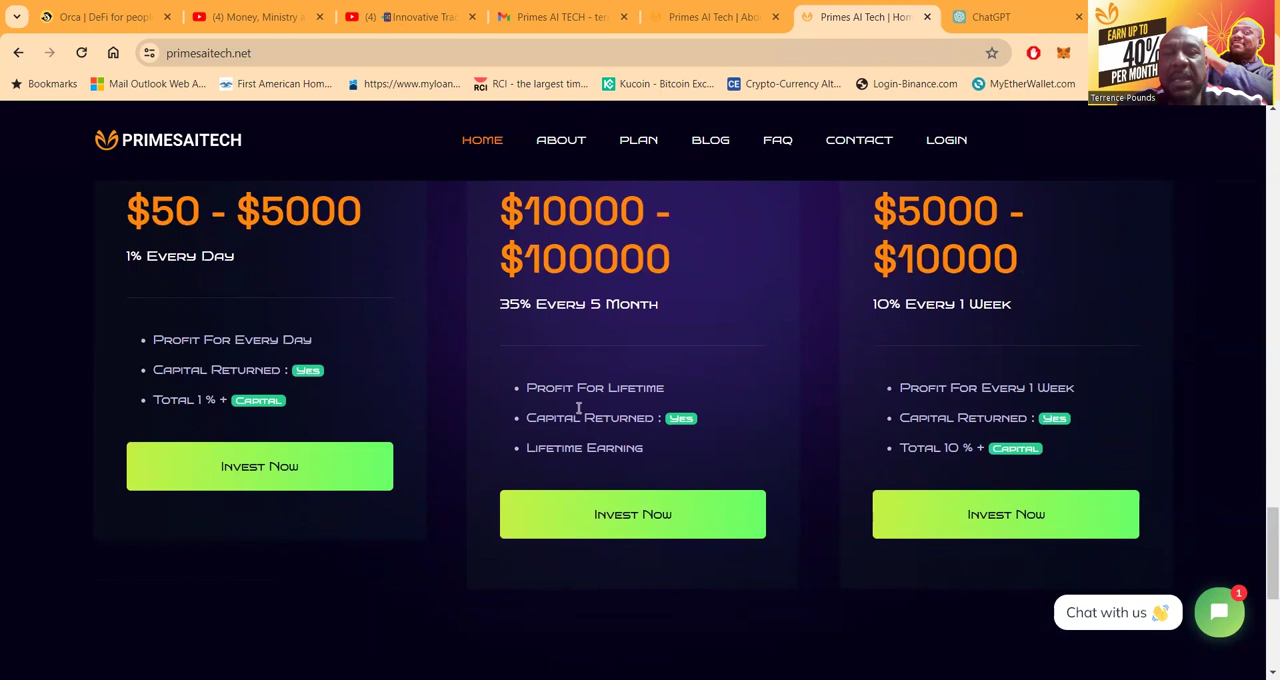 Orca | DeFi for peopl
(4) Money, Ministry a
(4) Innovative Trad
Primes AI TECH - ten
Primes AI Tech | Abo
Primes AI Tech | Hom
ChatGPT
primesaitech.net
Bookmarks
Mail Outlook Web A...
First American Hom...
https://www.myloan...
RCI
RCI - the largest tim...
Kucoin - Bitcoin Exc...
CE
Crypto-Currency Alt...
Login-Binance.com
MyEtherWallet.com
EARN UP TO
40%
PER MONTH
Terrence Pounds
PRIMESAITECH
HOME
ABOUT
PLAN
BLOG
FAQ
CONTACT
LOGIN
$50 - $5000
1% Every Day
Profit For Every Day
Capital Returned : Yes
Total 1 % + Capital
Invest Now
$10000 -
$100000
35% Every 5 Month
Profit For Lifetime
Capital Returned : Yes
Lifetime Earning
Invest Now
$5000 -
$10000
10% Every 1 Week
Profit For Every 1 Week
Capital Returned : Yes
Total 10 % + Capital
Invest Now
Chat with us 👋
1